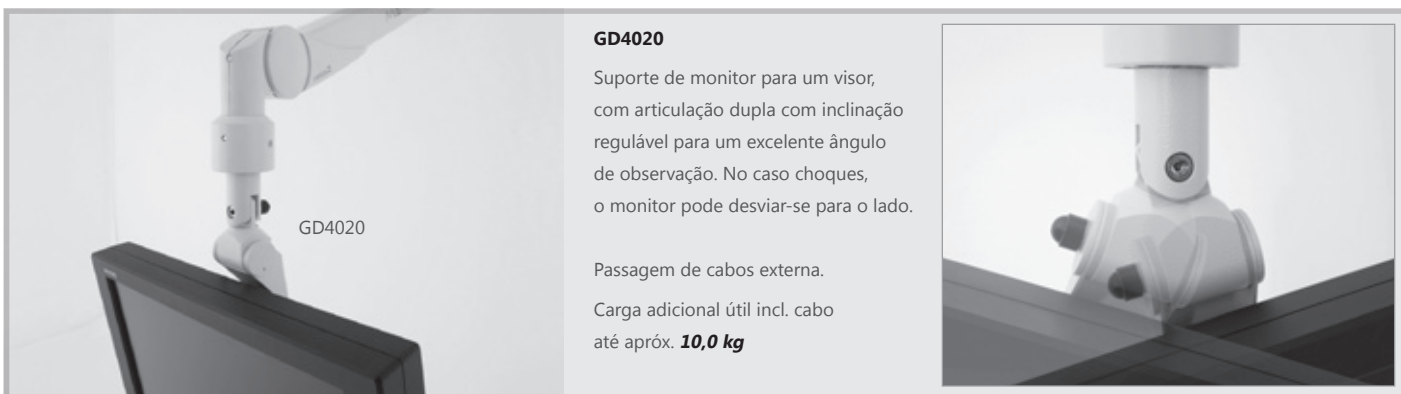 GD4020
GD4020
Suporte de monitor para um visor,
com articulação dupla com inclinação
regulável para um excelente ângulo
de observação. No caso choques,
o monitor pode desviar-se para o lado.
Passagem de cabos externa.
Carga adicional útil incl. cabo
até apróx. 10,0 kg